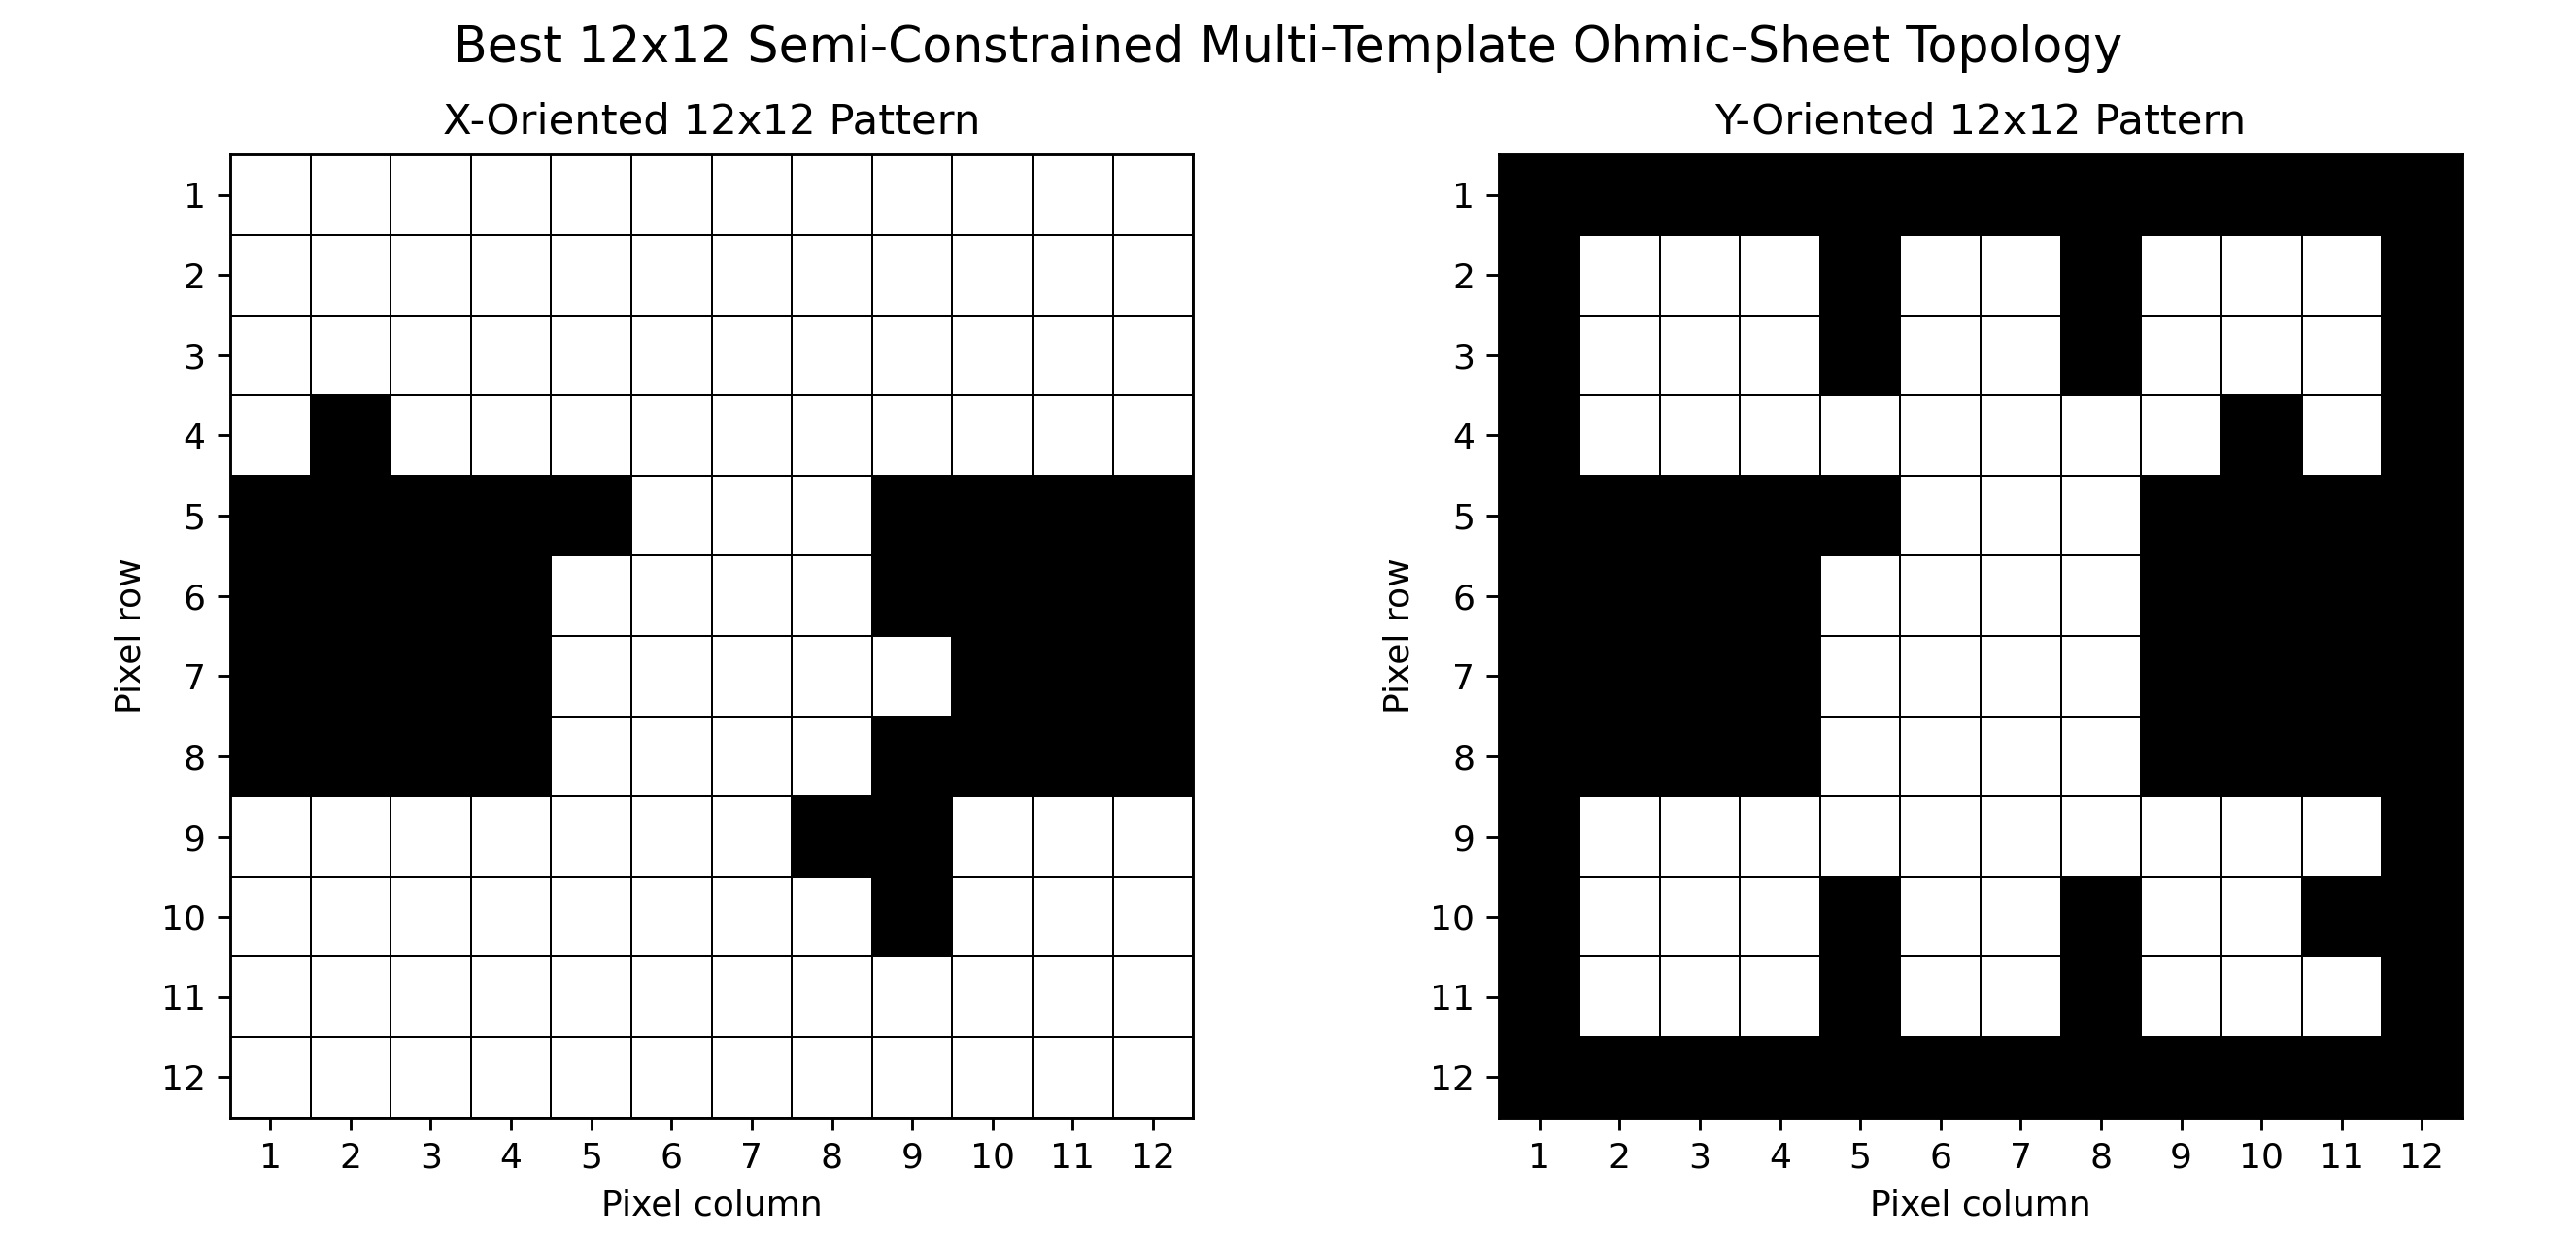 Best 12x12 Semi-Constrained Multi-Template Ohmic-Sheet Topology
X-Oriented 12x12 Pattern
Pixel row
1
2
3
4
5
6
7
8
9
10
11
12
1 2 3 4 5 6 7 8 9 10 11 12
Pixel column
Y-Oriented 12x12 Pattern
Pixel row
1
2
3
4
5
6
7
8
9
10
11
12
1 2 3 4 5 6 7 8 9 10 11 12
Pixel column